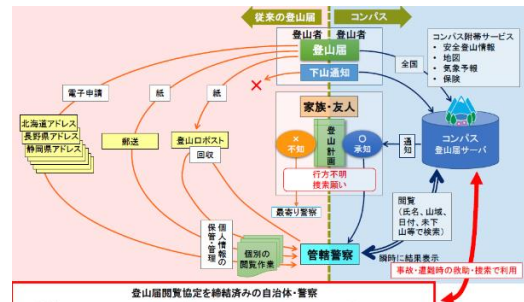 従来の登山届 コンパス
登山者 登山者
登山届
下山通知
全国
コンパス附帯サービス
・ 安全登山情報
・ 地図
・ 気象予報
・ 保険
電子申請
紙
紙
家族・友人
北海道アドレス
長野県アドレス
静岡県アドレス
郵送
登山口ポスト
回収
×
不知
登山計画
○
承知
通知
コンパス
登山届サーバ
行方不明
捜索願い
最寄り警察
個人情報の
保管・管理
個別の
閲覧作業
管轄警察
閲覧
(氏名、山域、
日付、未下
山等で検索)
瞬時に結果表示
事故・遭難時の救助・捜索で利用
登山届閲覧協定を締結済みの自治体・警察